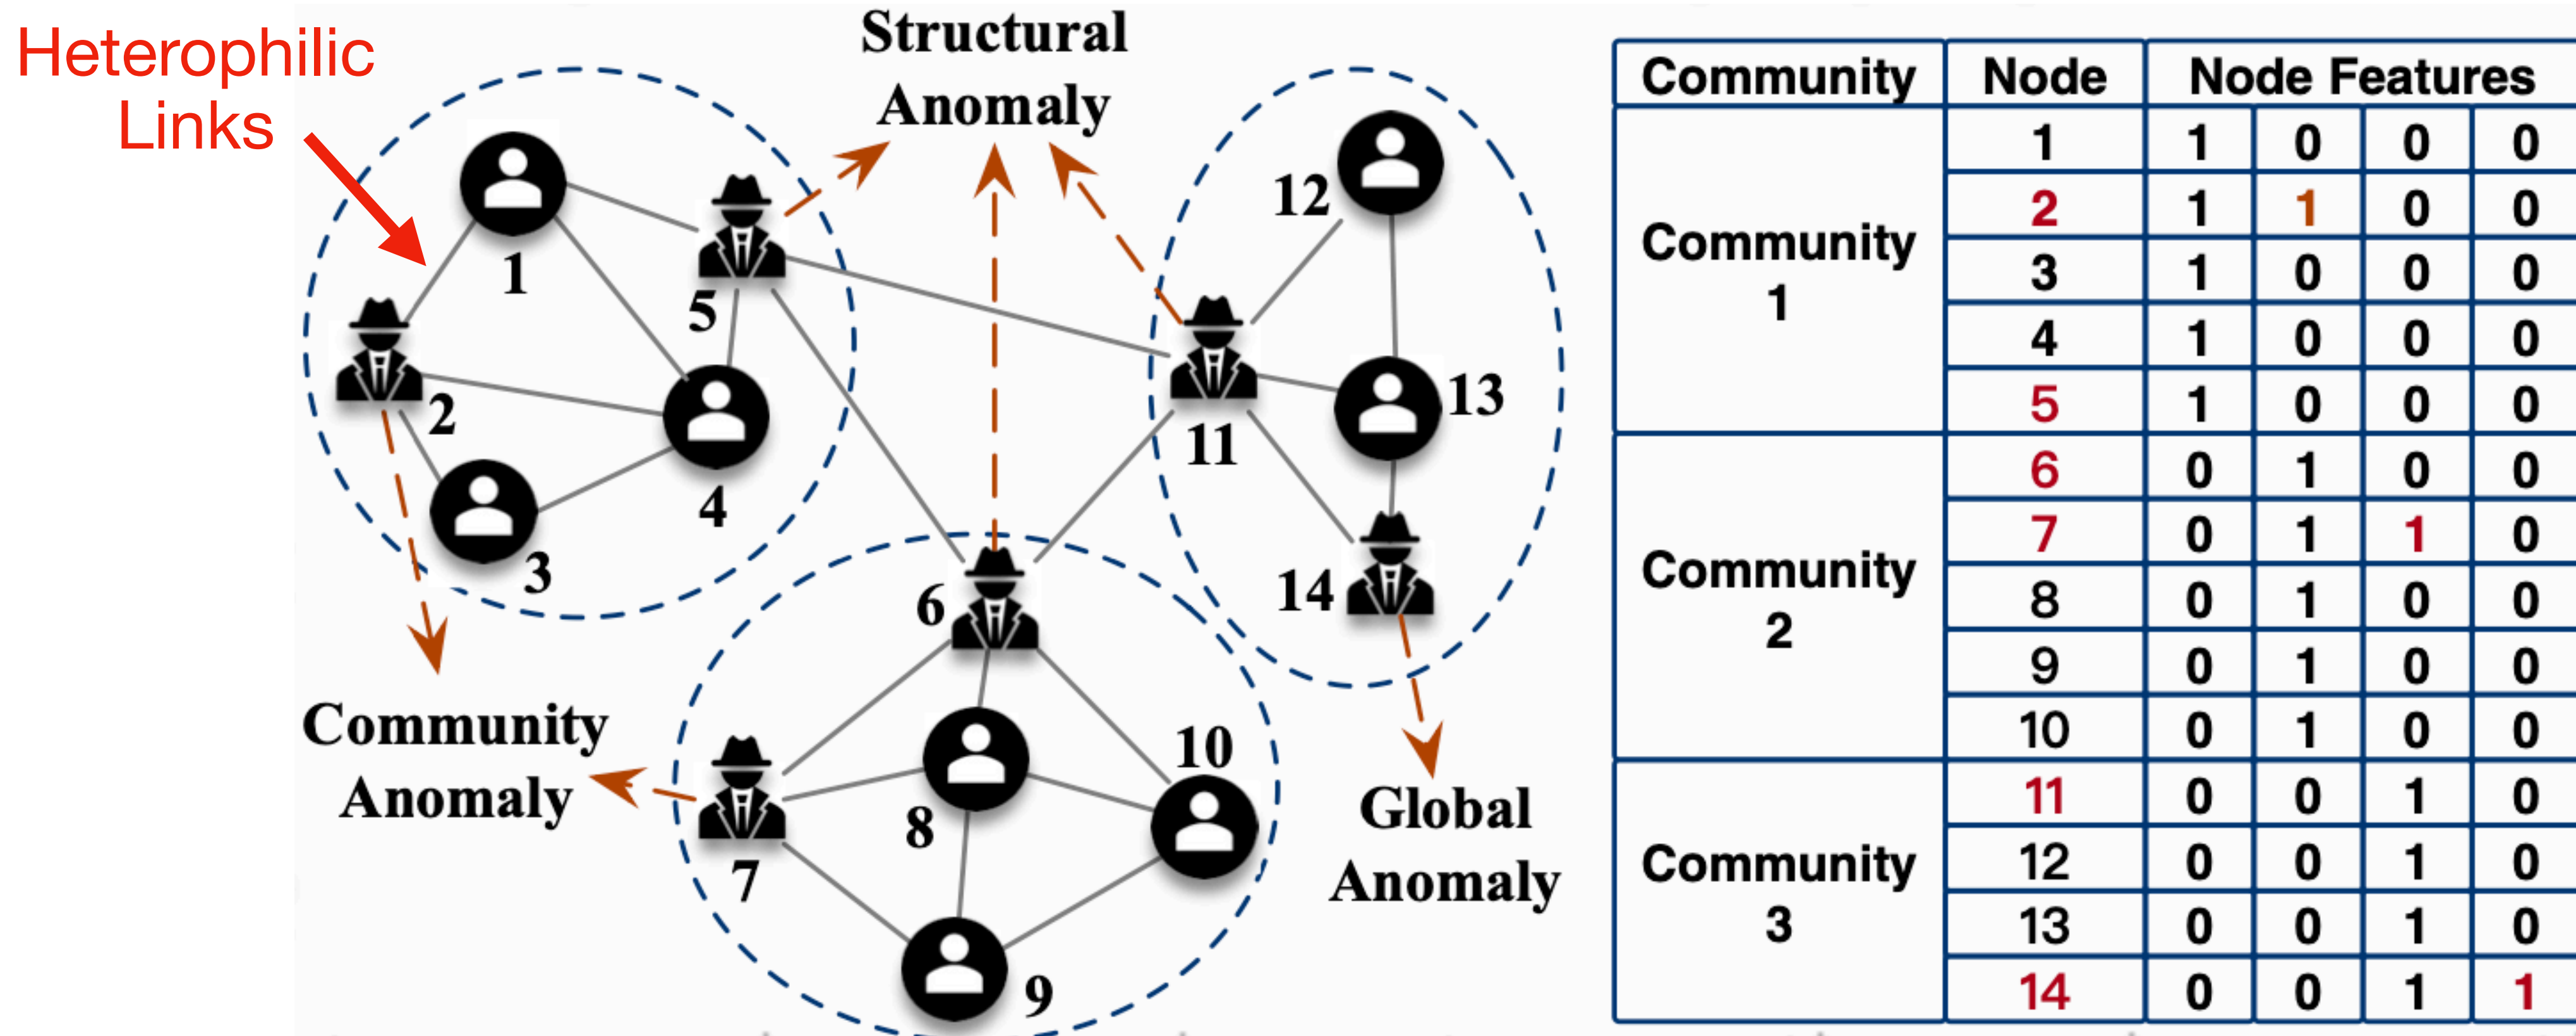 Heterophilic
Links
Structural
Anomaly
1
5
2
4
3
12
13
11
14
6
10
8
7
9
Community
Anomaly
Global
Anomaly
Community Node Node Features
Community
1
1 1 0 0 0
2 1 1 0 0
3 1 0 0 0
4 1 0 0 0
5 1 0 0 0
Community
2
6 0 1 0 0
7 0 1 1 0
8 0 1 0 0
9 0 1 0 0
10 0 1 0 0
Community
3
11 0 0 1 0
12 0 0 1 0
13 0 0 1 0
14 0 0 1 1